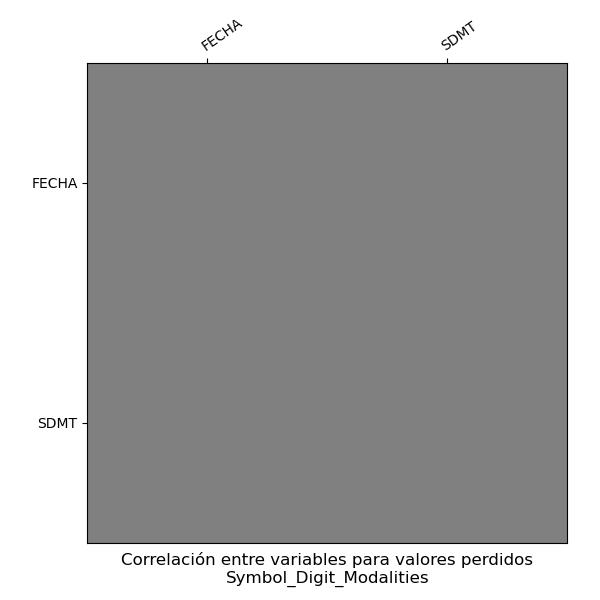 FECHA
SDMT
FECHA
SDMT
Correlación entre variables para valores perdidos
Symbol_Digit_Modalities